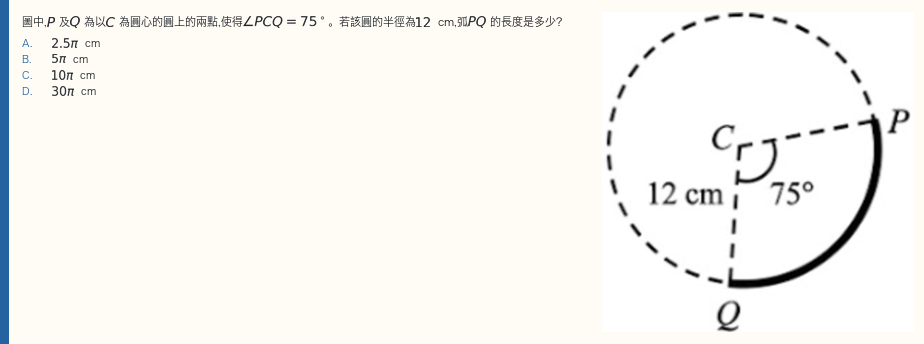 圖中,P 及Q 為以C 為圓心的圓上的兩點,使得∠PCQ = 75 °。若該圓的半徑為12 cm,弧PQ 的長度是多少?
A. 2.5π cm
B. 5π cm
C. 10π cm
D. 30π cm
P
C
12 cm
75°
Q